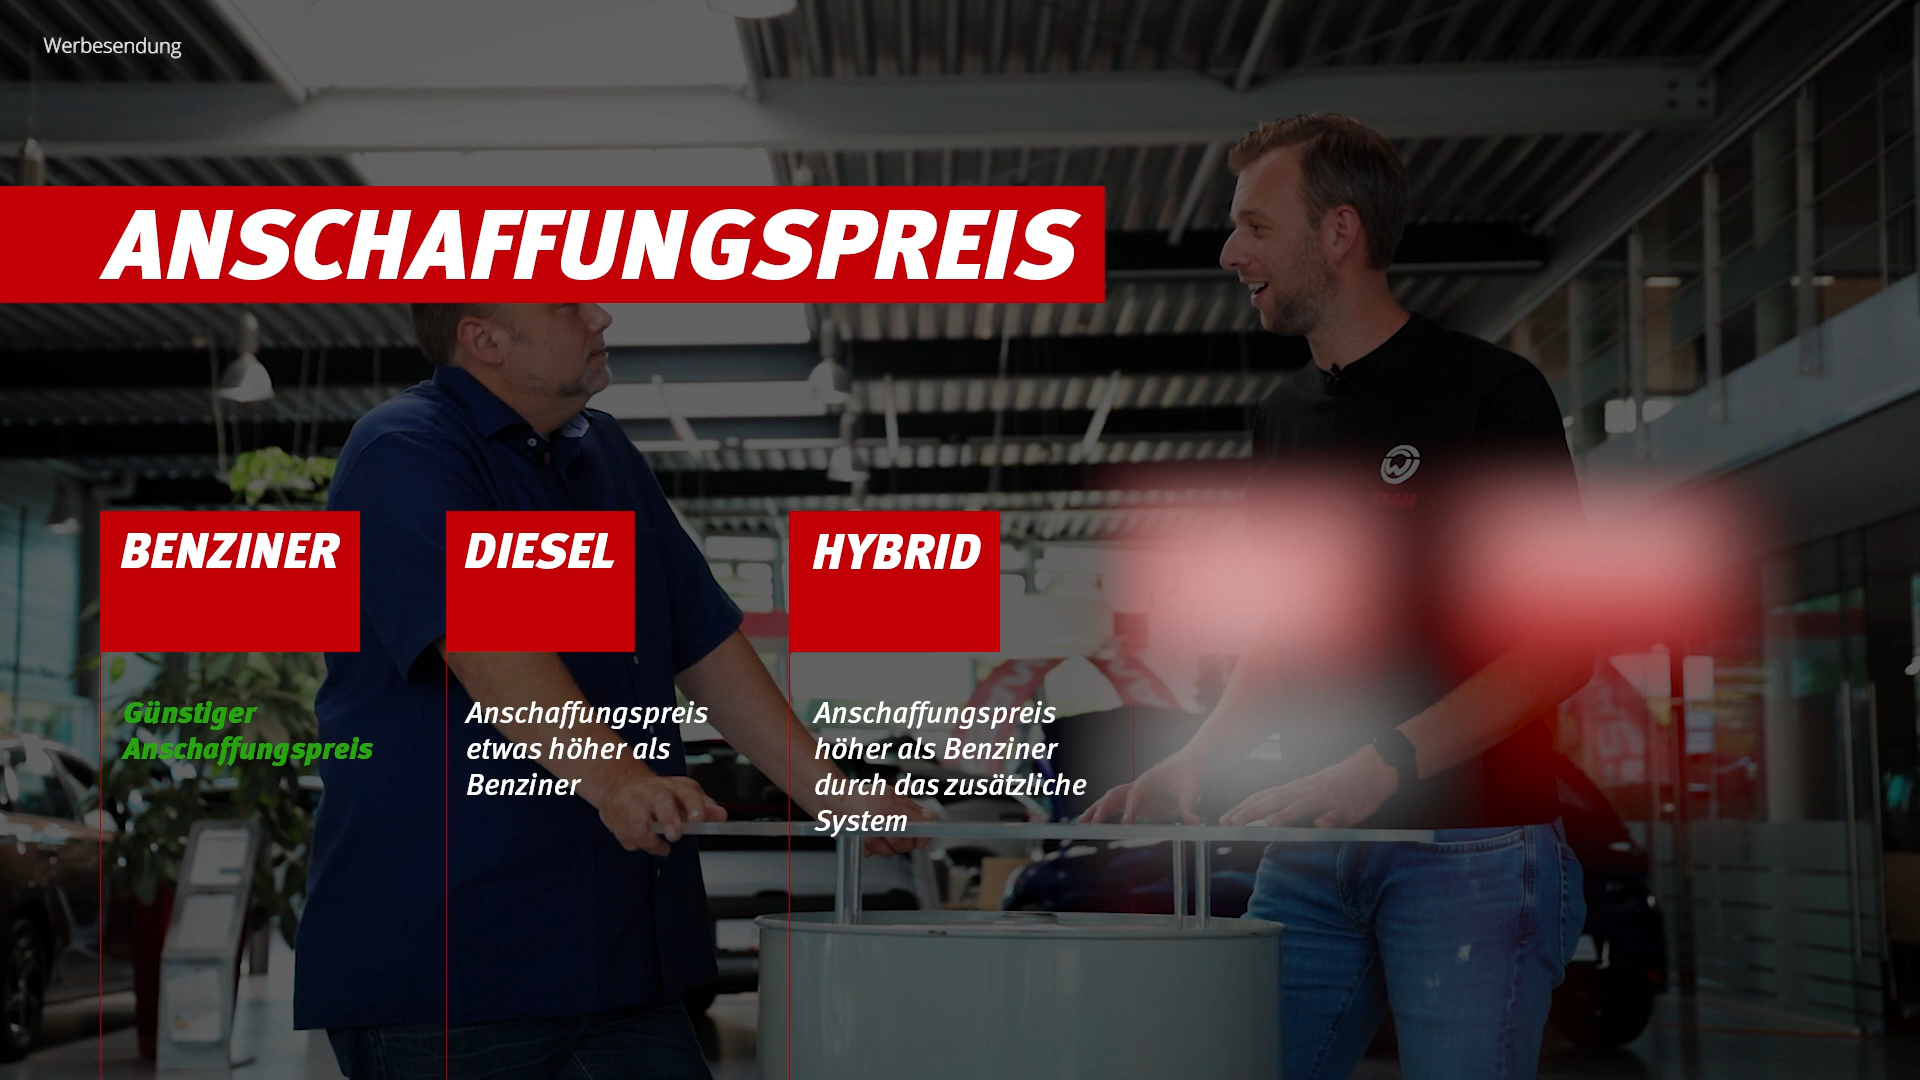 Werbesendung
ANSCHAFFUNGSPREIS
BENZINER
DIESEL
HYBRID
Günstiger
Anschaffungspreis
Anschaffungspreis
etwas höher als
Benziner
Anschaffungspreis
höher als Benziner
durch das zusätzliche
System
TEAM